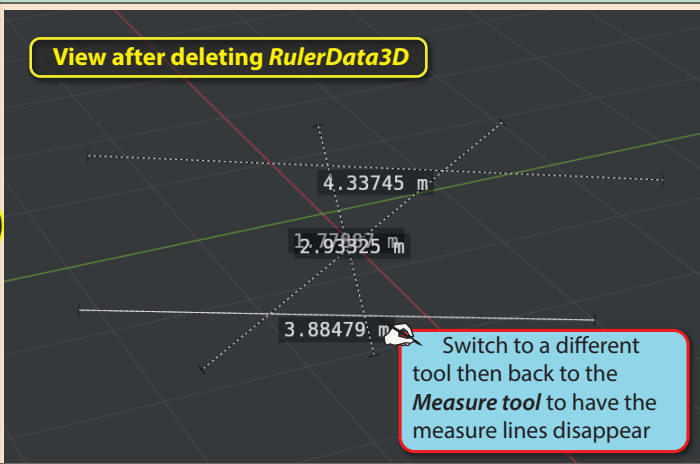 View after deleting RulerData3D
4.33745 m
2.93325 m
3.88479 m
Switch to a different
tool then back to the
Measure tool to have the
measure lines disappear